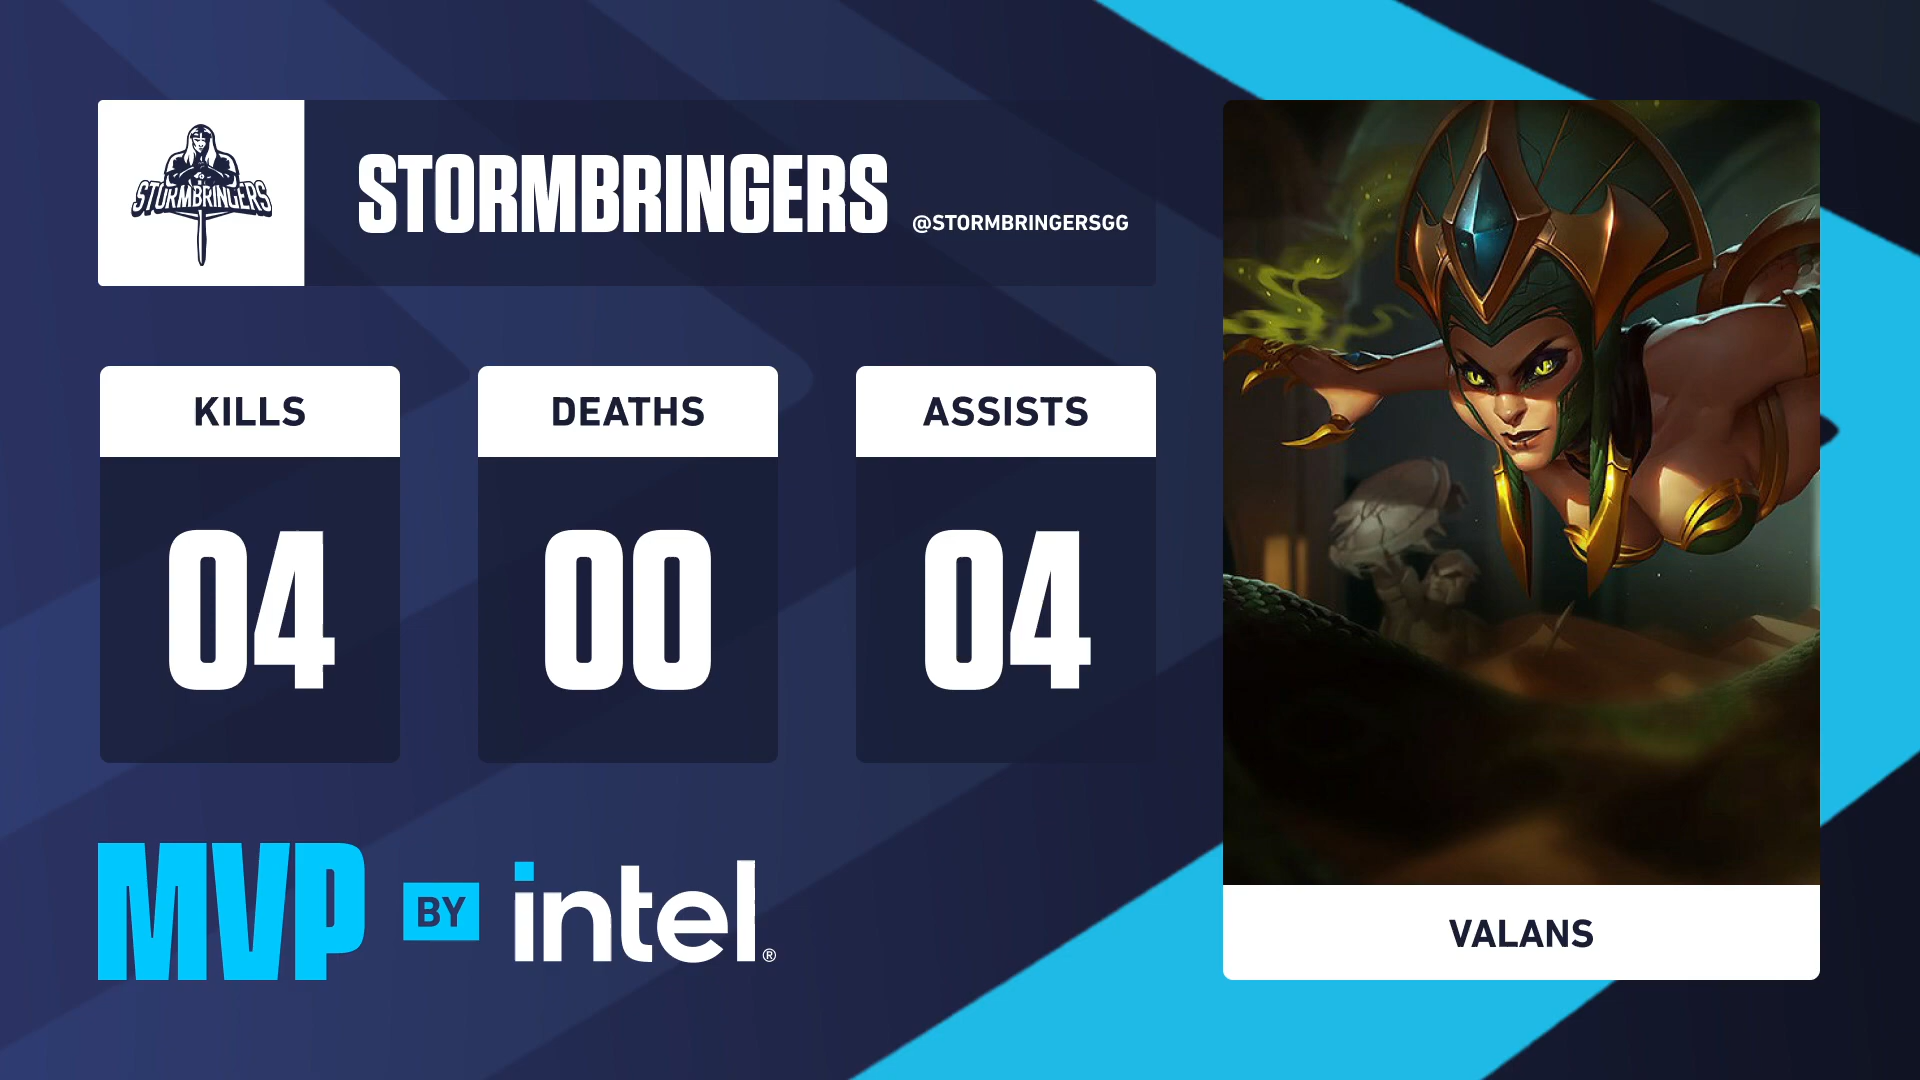 STORMBRINGERS
STORMBRINGERS @STORMBRINGERSGG
KILLS
DEATHS
ASSISTS
04
00
04
MVP BY intel®
VALANS